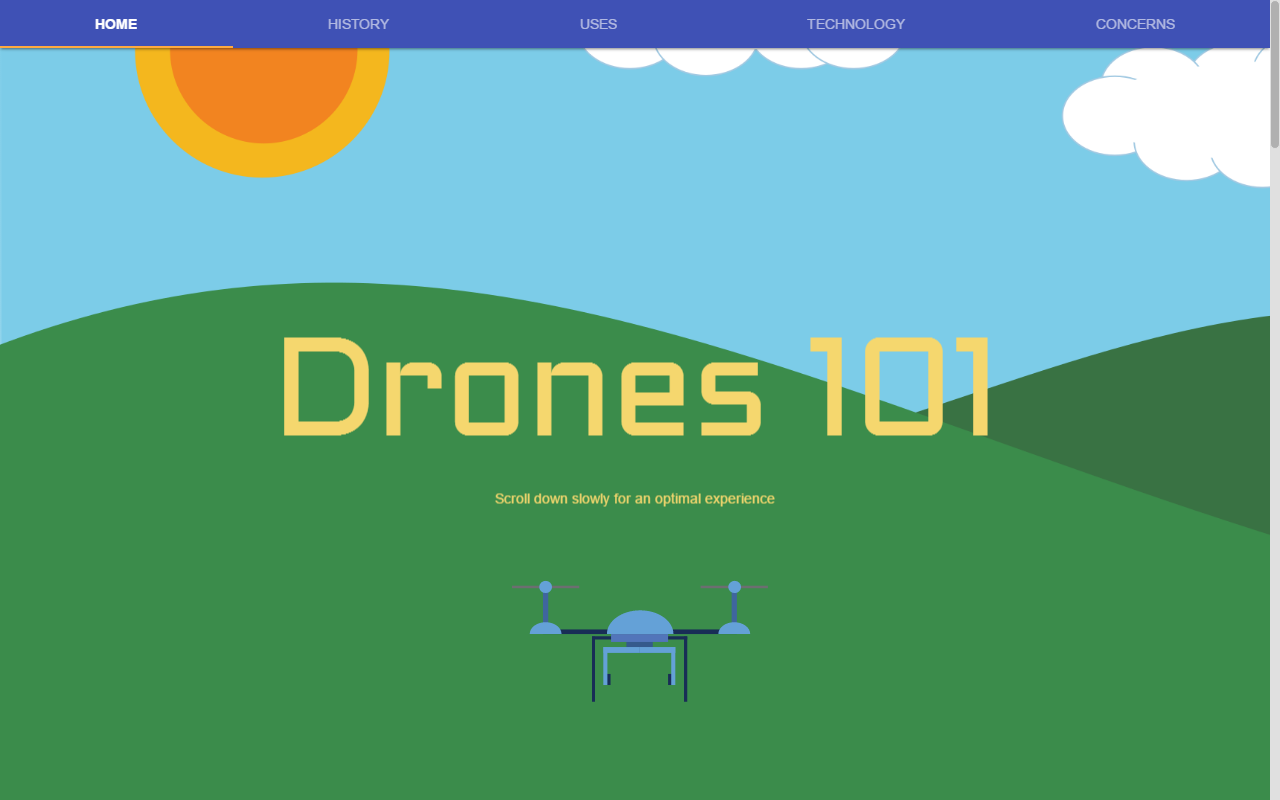 HOME HISTORY USES TECHNOLOGY CONCERNS
Drones 101
Scroll down slowly for an optimal experience